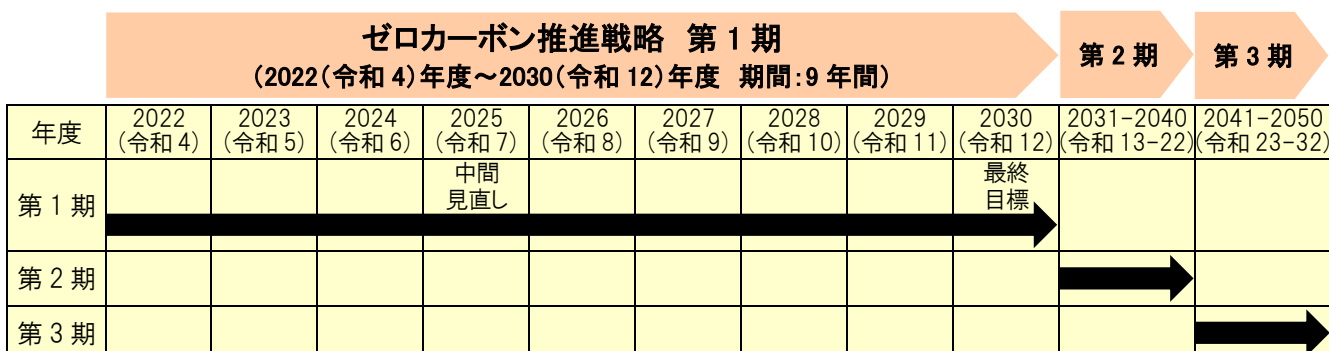 ゼロカーボン推進戦略 第1期
(2022(令和4)年度~2030(令和12)年度 期間:9年間)
第2期
第3期
年度 2022 2023 2024 2025 2026 2027 2028 2029 2030 2031-2040 2041-2050
(令和4) (令和5) (令和6) (令和7) (令和8) (令和9) (令和10) (令和11) (令和12) (令和13-22) (令和23-32)
第1期 中間 最終
見直し 目標
第2期
第3期